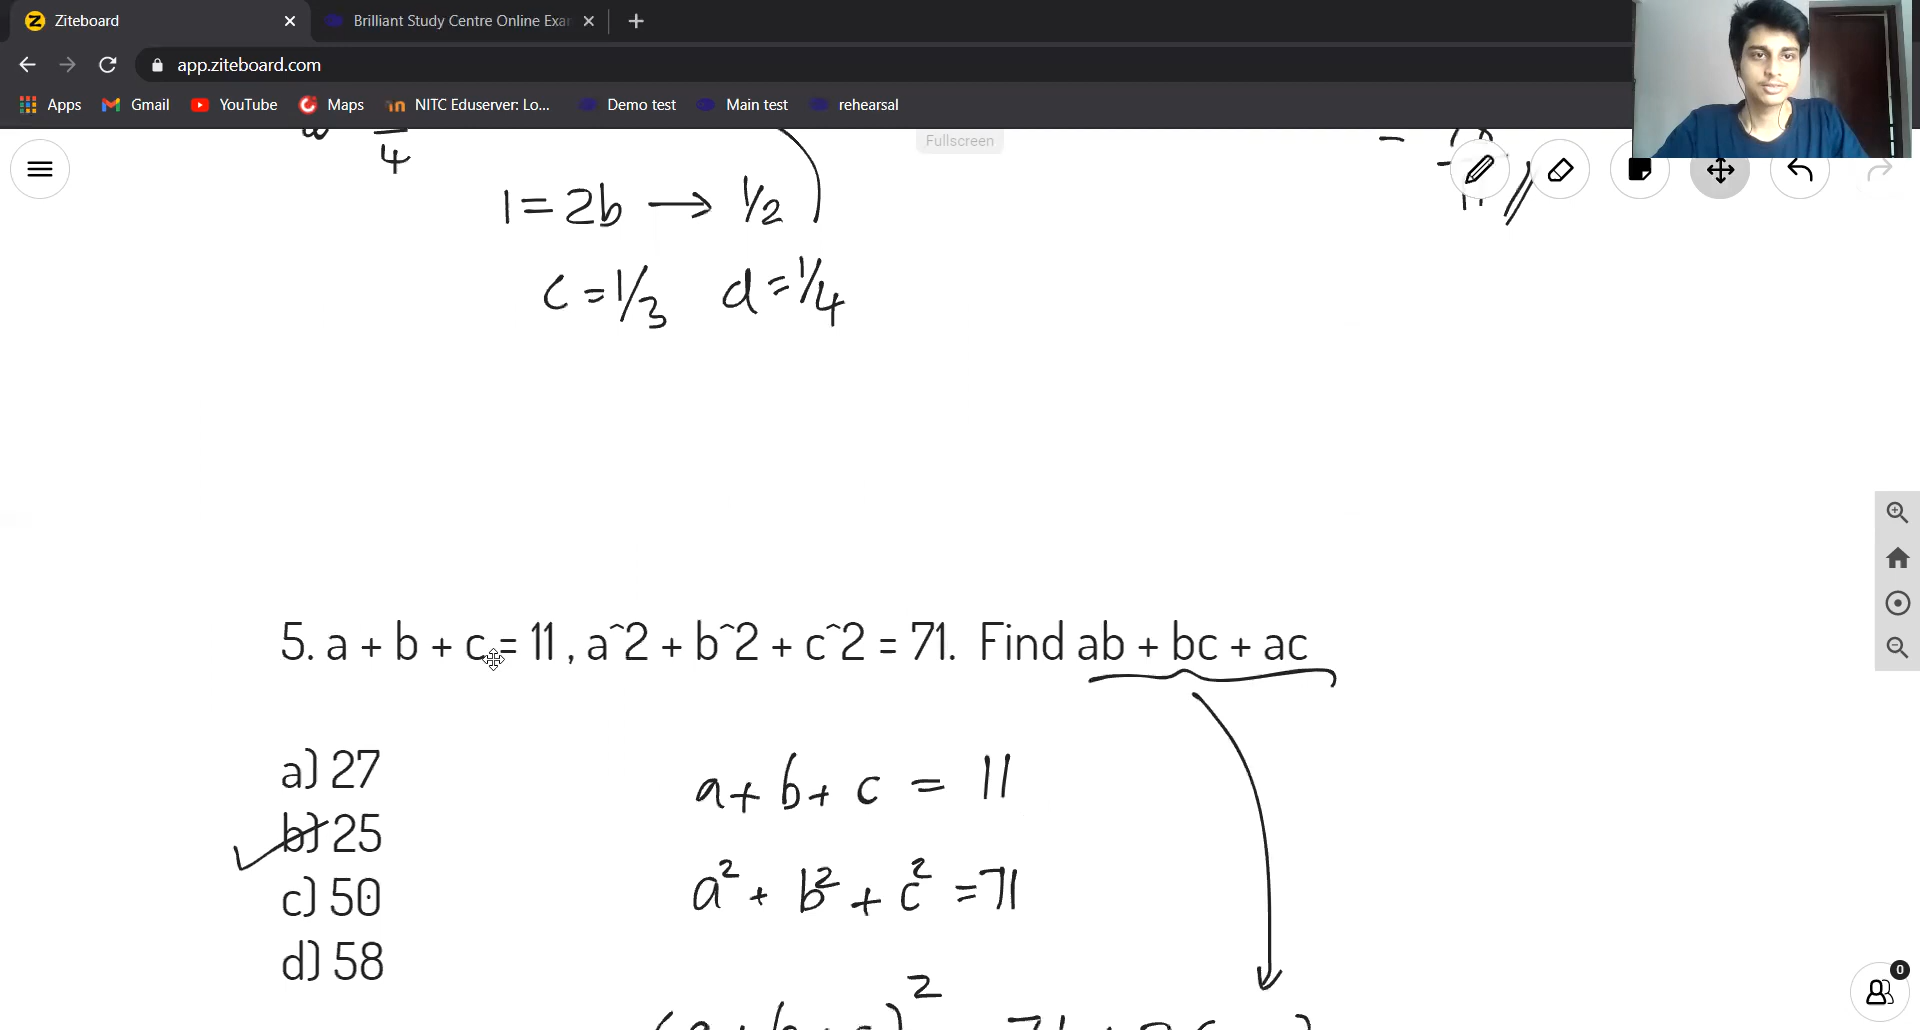 Ziteboard
Brilliant Study Centre Online Exa
app.ziteboard.com
Apps Gmail YouTube Maps NITC Eduserver: Lo... Demo test Main test rehearsal
Fullscreen
4
1 = 2b → 1/2
c = 1/3 d = 1/4
5. a + b + c = 11 , a^2 + b^2 + c^2 = 71. Find ab + bc + ac
a) 27
b) 25
c) 50
d) 58
a + b + c = 11
a² + b² + c² = 71
0